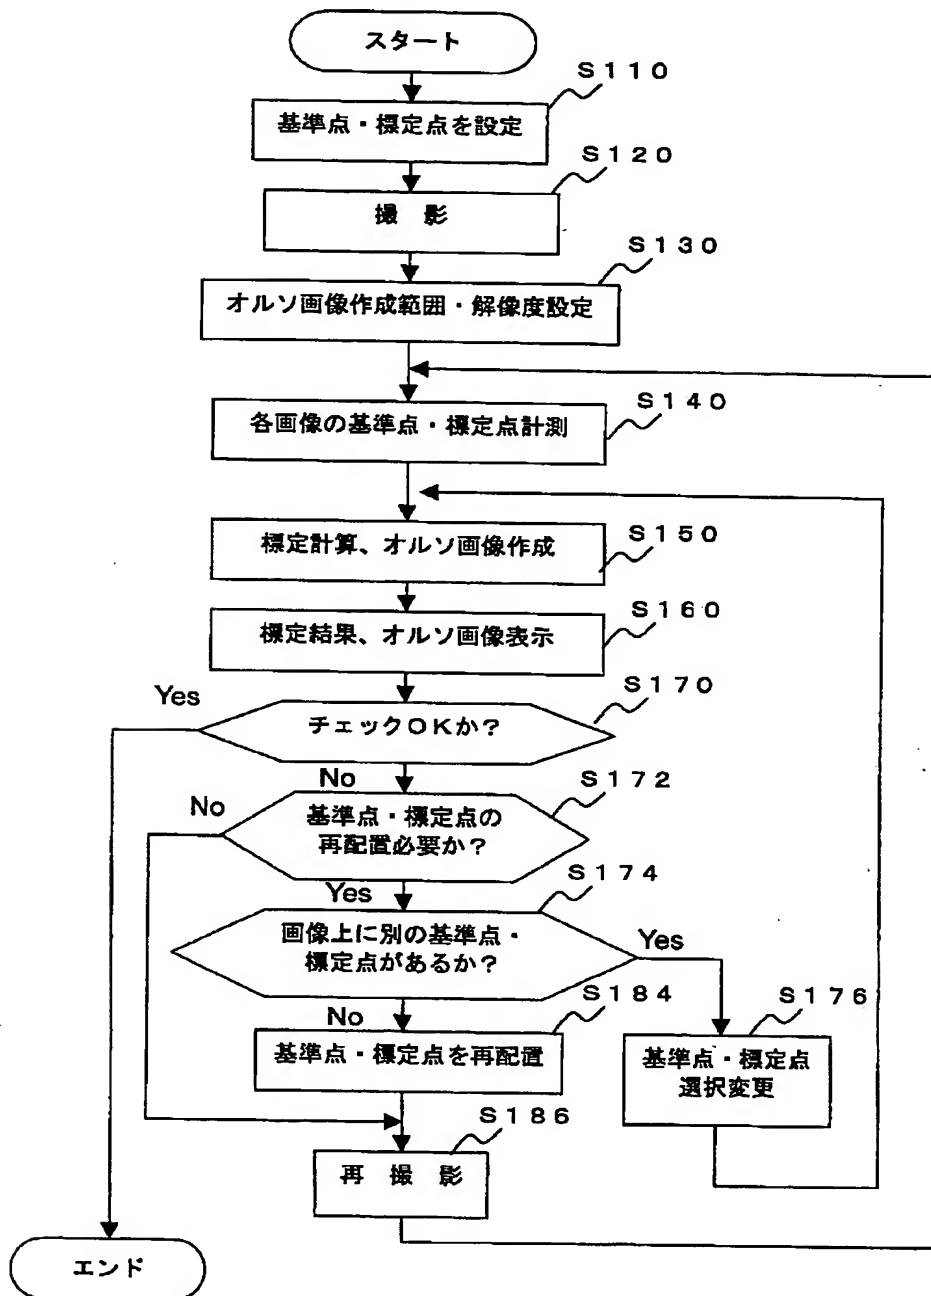 スタート
S110
基準点・標定点を設定
S120
撮　影
S130
オルソ画像作成範囲・解像度設定
S140
各画像の基準点・標定点計測
標定計算、オルソ画像作成
S150
S160
標定結果、オルソ画像表示
Yes
S170
チェックOKか？
No
S172
No
基準点・標定点の
再配置必要か？
Yes
S174
画像上に別の基準点・
標定点があるか？
Yes
S184
S176
No
基準点・標定点を再配置
基準点・標定点
選択変更
S186
再　撮　影
エンド